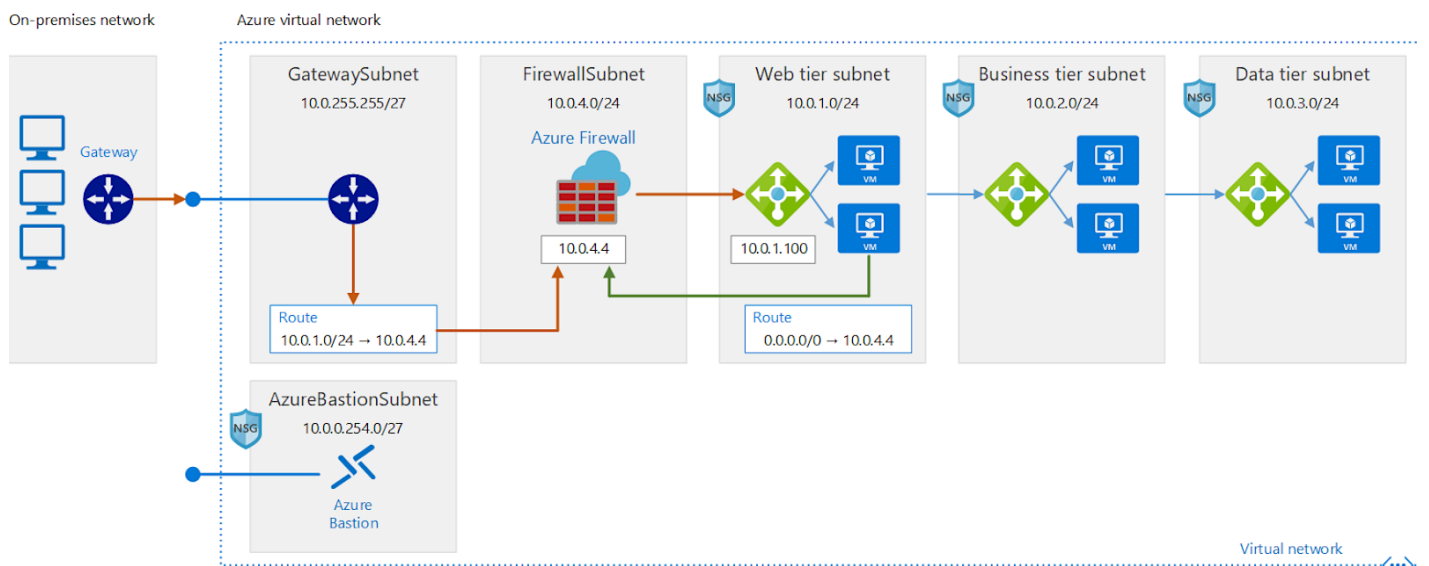 On-premises network
Azure virtual network
GatewaySubnet
10.0.255.255/27
FirewallSubnet
10.0.4.0/24
NSG
Web tier subnet
10.0.1.0/24
NSG
Business tier subnet
10.0.2.0/24
NSG
Data tier subnet
10.0.3.0/24
Gateway
Azure Firewall
VM
VM
VM
VM
VM
VM
10.0.4.4
10.0.1.100
Route
10.0.1.0/24 → 10.0.4.4
Route
0.0.0.0/0 → 10.0.4.4
NSG
AzureBastionSubnet
10.0.0.254.0/27
Azure
Bastion
Virtual network